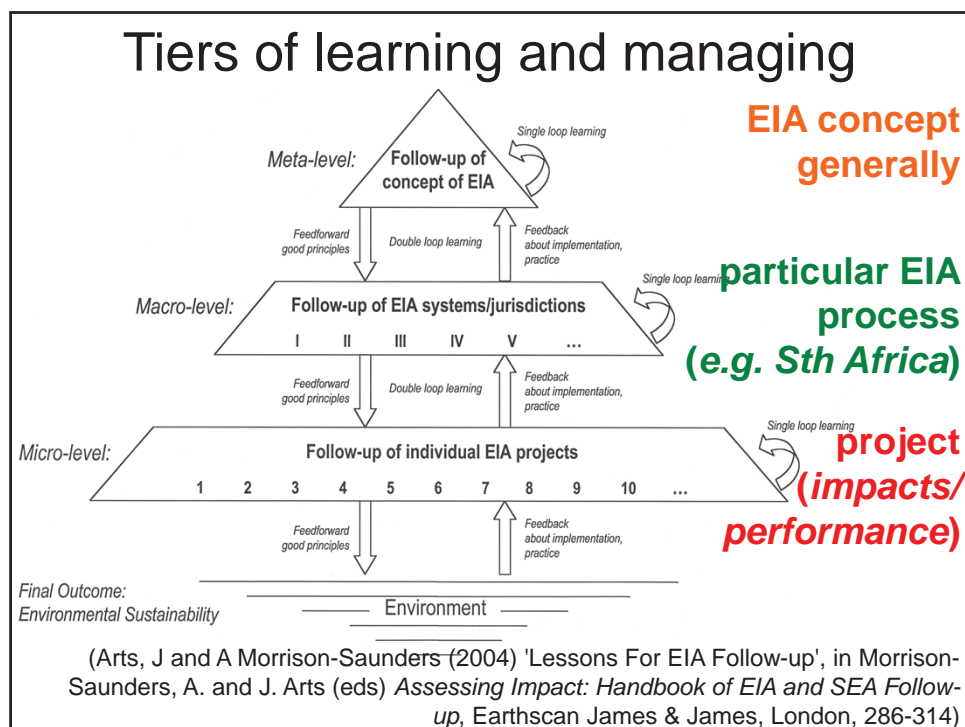 Tiers of learning and managing
EIA concept
generally
Single loop learning
Meta-level:
Follow-up of
concept of EIA
Feedforward
good principles
Double loop learning
Feedback
about implementation,
practice
particular EIA
process
(e.g. Sth Africa)
Single loop learning
Macro-level:
Follow-up of EIA systems/jurisdictions
I II III IV V ...
Feedforward
good principles
Double loop learning
Feedback
about implementation,
practice
project
(impacts/
performance)
Single loop learning
Micro-level:
Follow-up of individual EIA projects
1 2 3 4 5 6 7 8 9 10 ...
Feedforward
good principles
Feedback
about implementation,
practice
Final Outcome:
Environmental Sustainability
Environment
(Arts, J and A Morrison-Saunders (2004) 'Lessons For EIA Follow-up', in Morrison-
Saunders, A. and J. Arts (eds) Assessing Impact: Handbook of EIA and SEA Follow-
up, Earthscan James & James, London, 286-314)